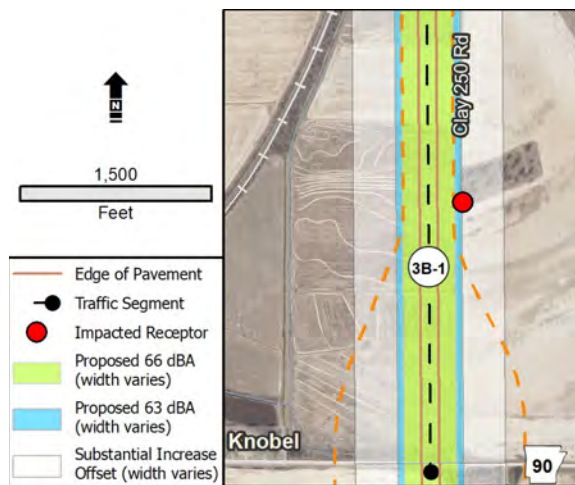 N
1,500
Feet
Edge of Pavement
Traffic Segment
Impacted Receptor
Proposed 66 dBA
(width varies)
Proposed 63 dBA
(width varies)
Substantial Increase
Offset (width varies)
Clay 250 Rd
3B-1
Knobel
90